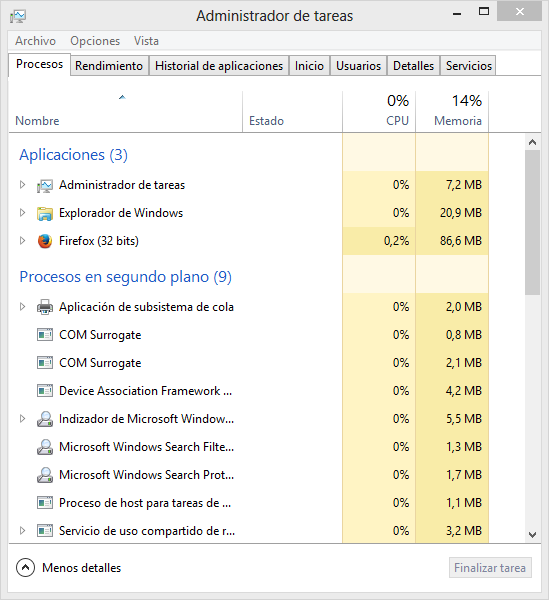 Administrador de tareas
Archivo Opciones Vista
Procesos Rendimiento Historial de aplicaciones Inicio Usuarios Detalles Servicios
0% 14%
Nombre Estado CPU Memoria
Aplicaciones (3)
Administrador de tareas 0% 7,2 MB
Explorador de Windows 0% 20,9 MB
Firefox (32 bits) 0,2% 86,6 MB
Procesos en segundo plano (9)
Aplicación de subsistema de cola 0% 2,0 MB
COM Surrogate 0% 0,8 MB
COM Surrogate 0% 2,1 MB
Device Association Framework ... 0% 4,2 MB
Indizador de Microsoft Window... 0% 5,5 MB
Microsoft Windows Search Filte... 0% 1,3 MB
Microsoft Windows Search Prot... 0% 1,7 MB
Proceso de host para tareas de ... 0% 1,1 MB
Servicio de uso compartido de r... 0% 3,2 MB
Menos detalles Finalizar tarea